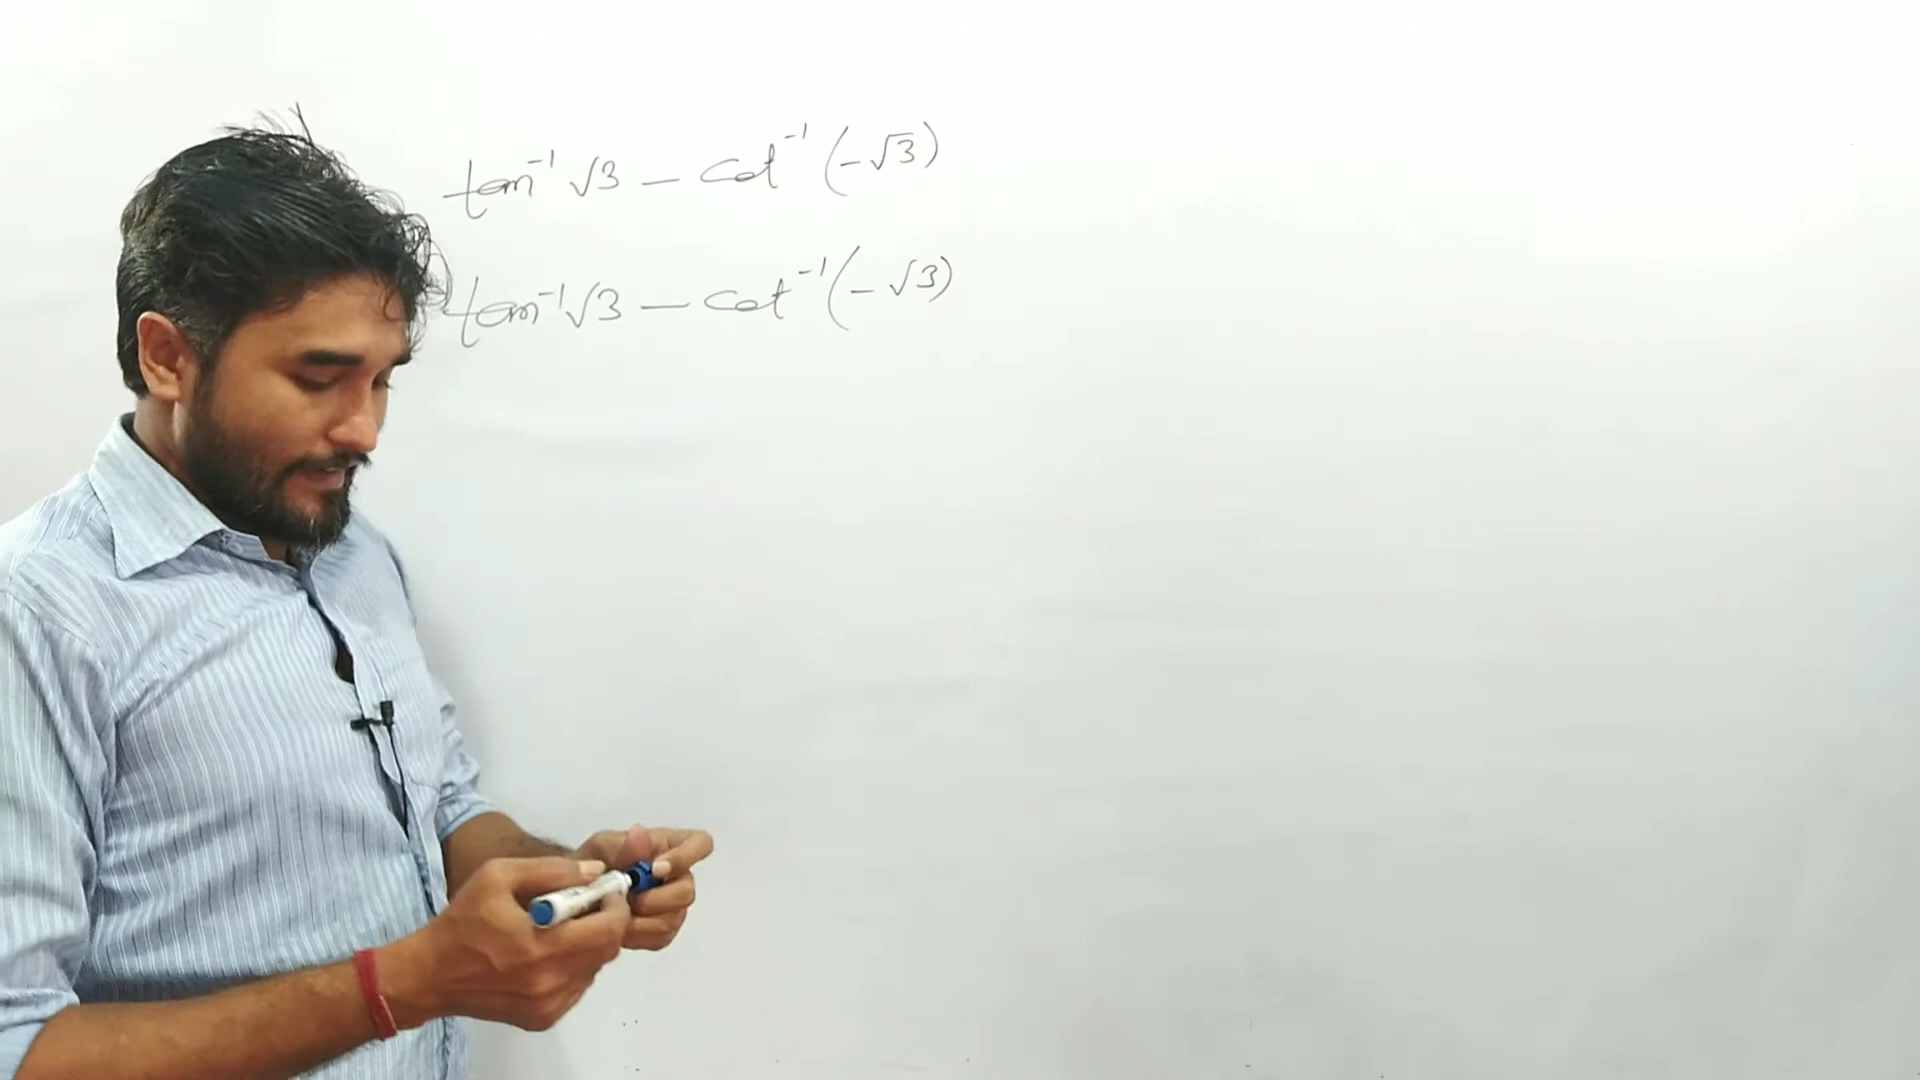 tan⁻¹ √3 – cot⁻¹ (-√3)
tan⁻¹ √3 – cot⁻¹ (-√3)